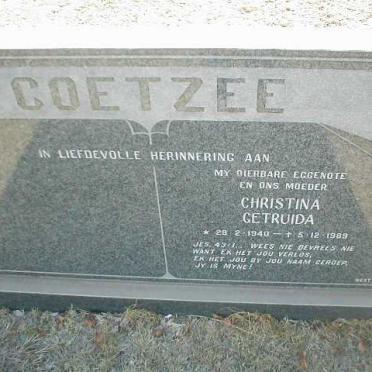 COETZEE
IN LIEFDEVOLLE HERINNERING AAN
MY DIERBARE EGGENOTE
EN ONS MOEDER
CHRISTINA
GETRUIDA
* 28-2-1940 — † 5-12-1989
JES. 43:1... WEES NIE BEVREES NIE
WANT EK HET JOU VERLOS,
EK HET JOU BY JOU NAAM GEROEP,
JY IS MYNE!